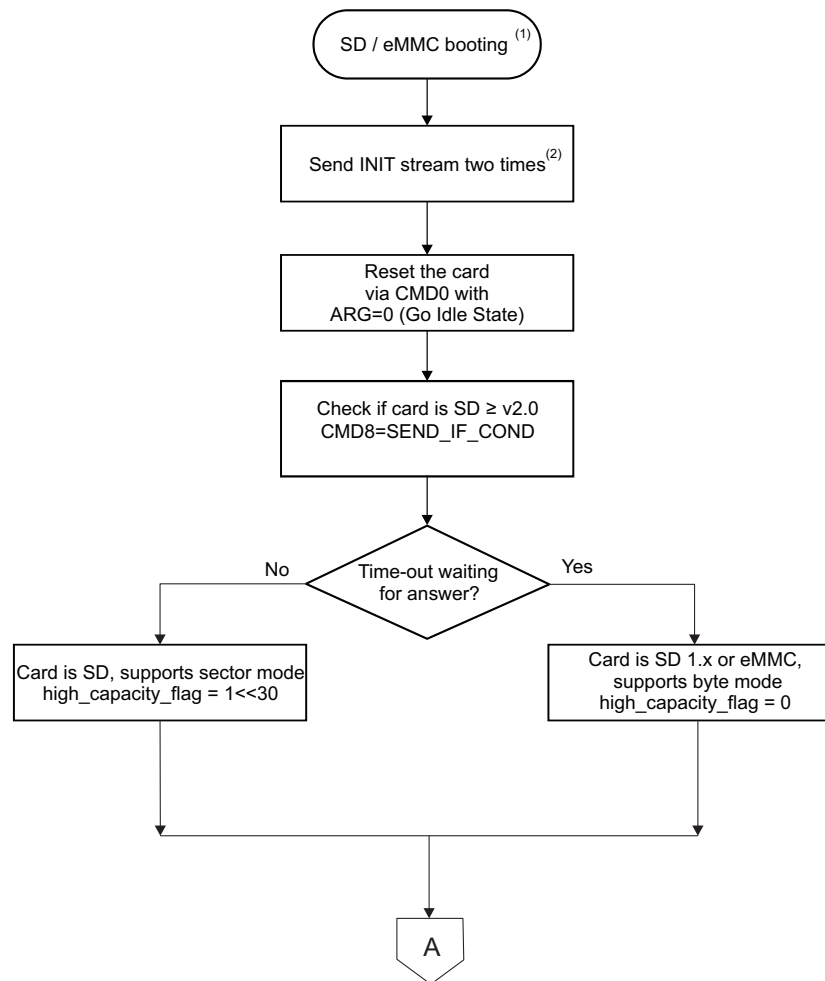 SD / eMMC booting (1)
Send INIT stream two times(2)
Reset the card
via CMD0 with
ARG=0 (Go Idle State)
Check if card is SD ≥ v2.0
CMD8=SEND_IF_COND
Time-out waiting
for answer?
No
Yes
Card is SD, supports sector mode
high_capacity_flag = 1<<30
Card is SD 1.x or eMMC,
supports byte mode
high_capacity_flag = 0
A